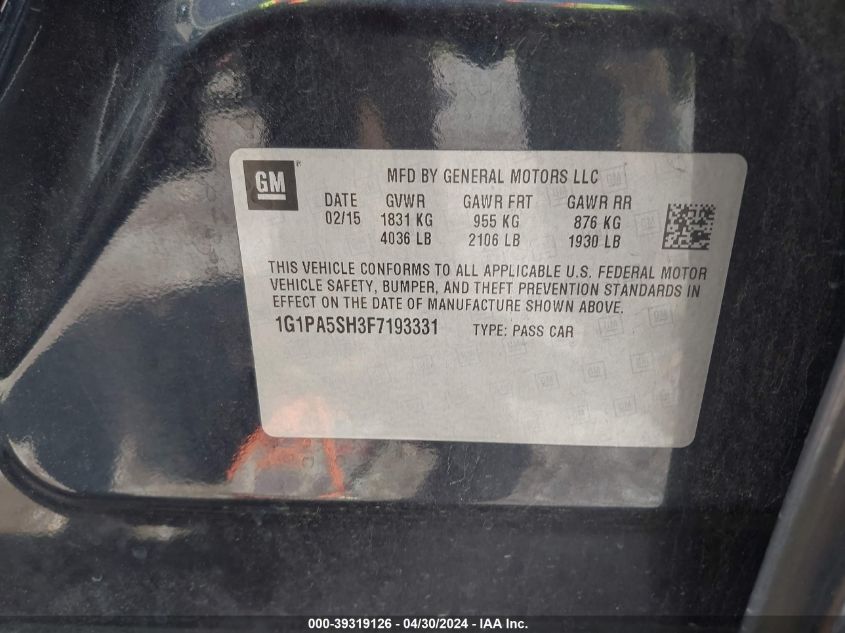 GM
MFD BY GENERAL MOTORS LLC
DATE GVWR GAWR FRT GAWR RR
02/15 1831 KG 955 KG 876 KG
4036 LB 2106 LB 1930 LB
THIS VEHICLE CONFORMS TO ALL APPLICABLE U.S. FEDERAL MOTOR
VEHICLE SAFETY, BUMPER, AND THEFT PREVENTION STANDARDS IN
EFFECT ON THE DATE OF MANUFACTURE SHOWN ABOVE.
1G1PA5SH3F7193331 TYPE: PASS CAR
000-39319126 - 04/30/2024 - IAA Inc.